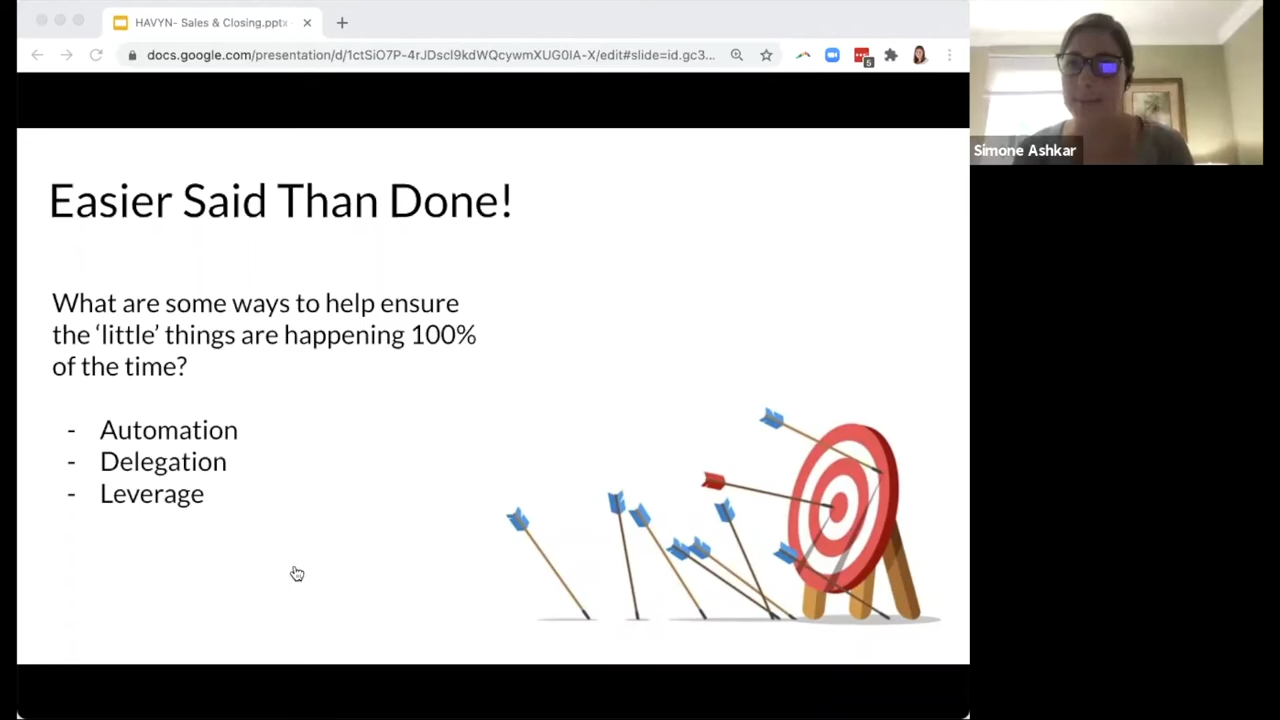 HAVYN- Sales & Closing.pptx
docs.google.com/presentation/d/1ctSiO7P-4rJDscI9kdWQcywmXUG0IA-X/edit#slide=id.gc3...
5
Simone Ashkar
Easier Said Than Done!
What are some ways to help ensure
the ‘little’ things are happening 100%
of the time?
- Automation
- Delegation
- Leverage